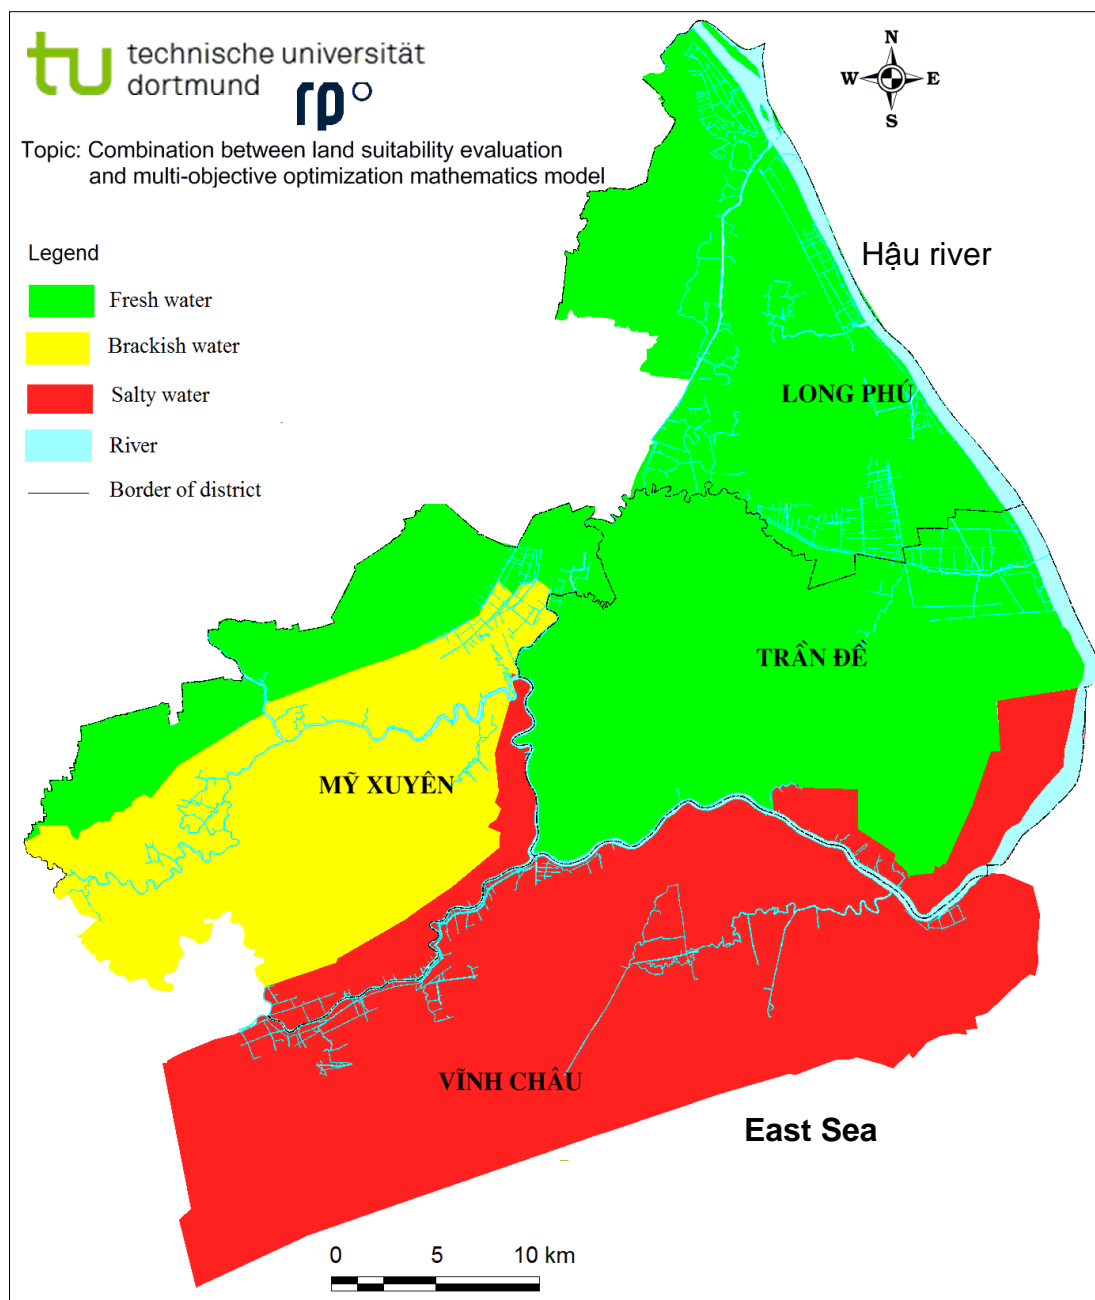 technische universität
dortmund
rp
Topic: Combination between land suitability evaluation
and multi-objective optimization mathematics model
N
W E
S
Hậu river
Legend
Fresh water
Brackish water
Salty water
River
Border of district
LONG PHÚ
TRẦN ĐỀ
MỸ XUYÊN
VĨNH CHÂU
East Sea
0 5 10 km